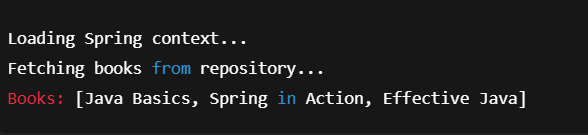 Loading Spring context...
Fetching books from repository...
Books: [Java Basics, Spring in Action, Effective Java]